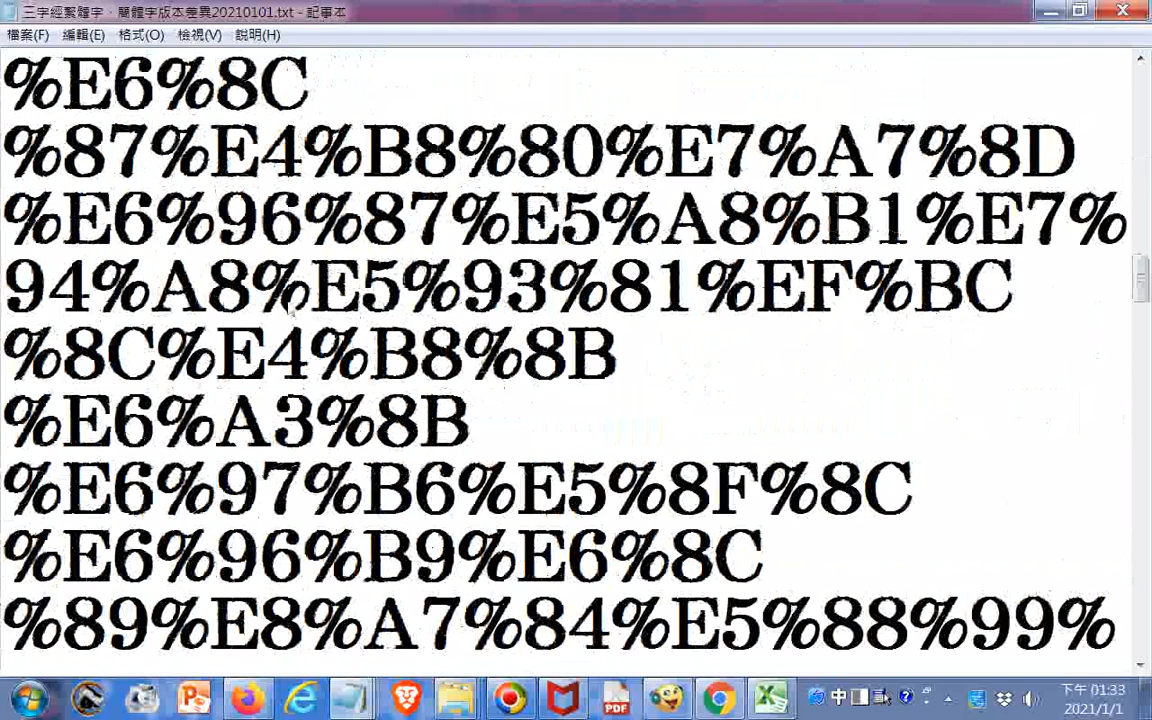 三字經繁體字、簡體字版本差異20210101.txt - 記事本
檔案(F) 編輯(E) 格式(O) 檢視(V) 說明(H)
%E6%8C
%87%E4%B8%80%E7%A7%8D
%E6%96%87%E5%A8%B1%E7%
94%A8%E5%93%81%EF%BC
%8C%E4%B8%8B
%E6%A3%8B
%E6%97%B6%E5%8F%8C
%E6%96%B9%E6%8C
%89%E8%A7%84%E5%88%99%
中 下午 01:33
2021/1/1